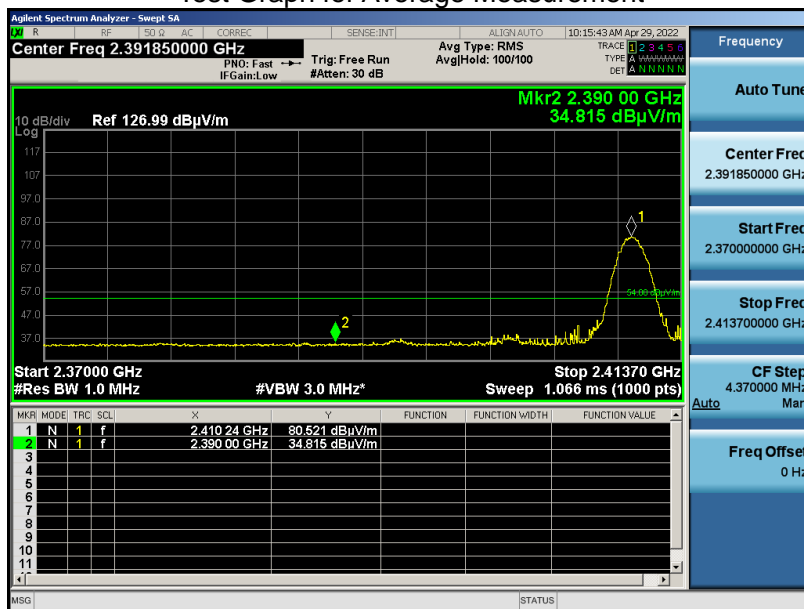 Test Graph for Average Measurement
Agilent Spectrum Analyzer - Swept SA
LXI R RF 50 Ω AC CORREC SENSE:INT ALIGN AUTO 10:15:43 AM Apr 29, 2022
Center Freq 2.391850000 GHz
PNO: Fast
IFGain:Low
Trig: Free Run
#Atten: 30 dB
Avg Type: RMS
Avg|Hold: 100/100
TRACE 1 2 3 4 5 6
TYPE A WWWWW
DET A N N N N N
Mkr2 2.390 00 GHz
34.815 dBµV/m
10 dB/div Ref 126.99 dBµV/m
Log
117
107
97.0
87.0
77.0
67.0
57.0
47.0
37.0
1
54.00 dBµV/m
2
Start 2.37000 GHz Stop 2.41370 GHz
#Res BW 1.0 MHz #VBW 3.0 MHz* Sweep 1.066 ms (1000 pts)
MKR MODE TRC SCL X Y FUNCTION FUNCTION WIDTH FUNCTION VALUE
1 N 1 f 2.410 24 GHz 80.521 dBµV/m
2 N 1 f 2.390 00 GHz 34.815 dBµV/m
3
4
5
6
7
8
9
10
11
MSG STATUS
Frequency
Auto Tune
Center Freq
2.391850000 GHz
Start Freq
2.370000000 GHz
Stop Freq
2.413700000 GHz
CF Step
4.370000 MHz
Auto Man
Freq Offset
0 Hz